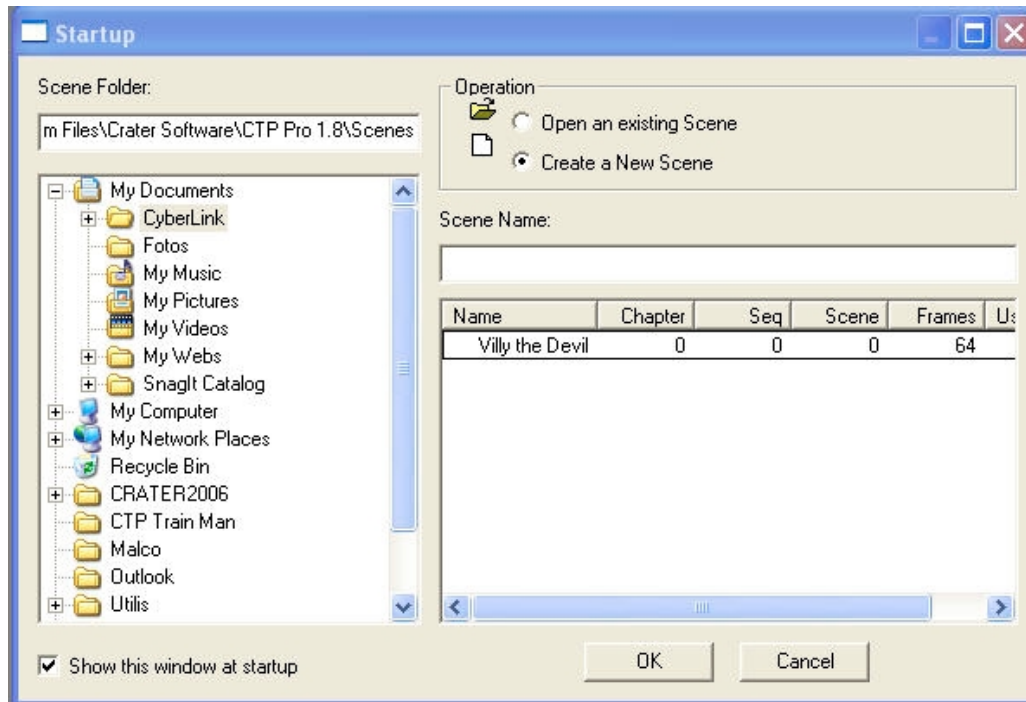 Startup
Scene Folder:
m Files\Crater Software\CTP Pro 1.8\Scenes
My Documents
CyberLink
Fotos
My Music
My Pictures
My Videos
My Webs
SnagIt Catalog
My Computer
My Network Places
Recycle Bin
CRATER2006
CTP Train Man
Malco
Outlook
Utilis
Show this window at startup
Operation
Open an existing Scene
Create a New Scene
Scene Name:
Name Chapter Seq Scene Frames Us
Villy the Devil 0 0 0 64
OK Cancel